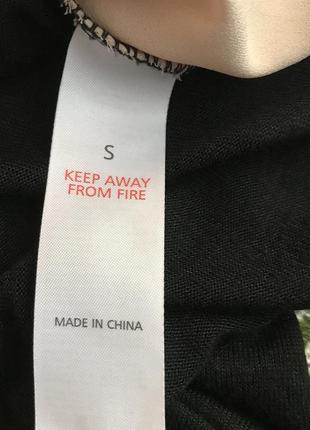 S
KEEP AWAY
FROM FIRE
MADE IN CHINA